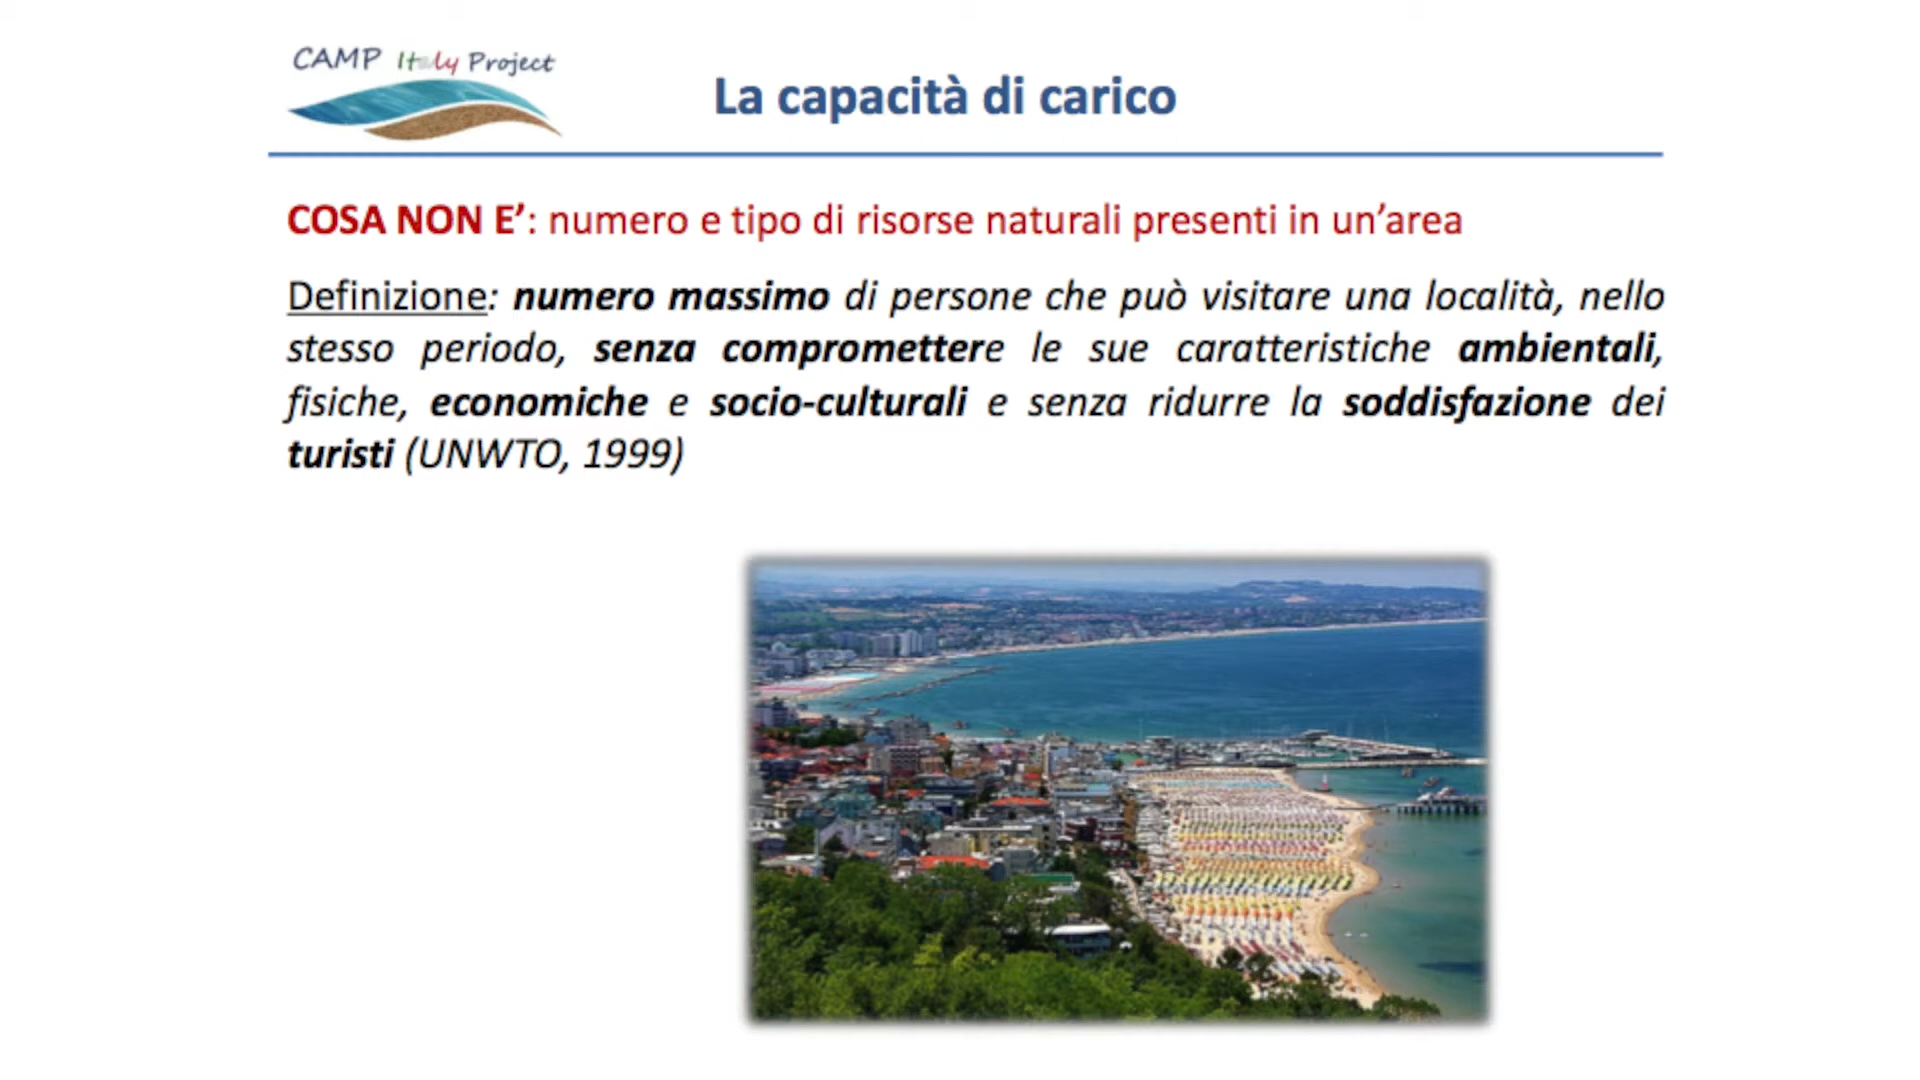 CAMP Italy Project
La capacità di carico
COSA NON E’: numero e tipo di risorse naturali presenti in un’area
Definizione: numero massimo di persone che può visitare una località, nello
stesso periodo, senza compromettere le sue caratteristiche ambientali,
fisiche, economiche e socio-culturali e senza ridurre la soddisfazione dei
turisti (UNWTO, 1999)